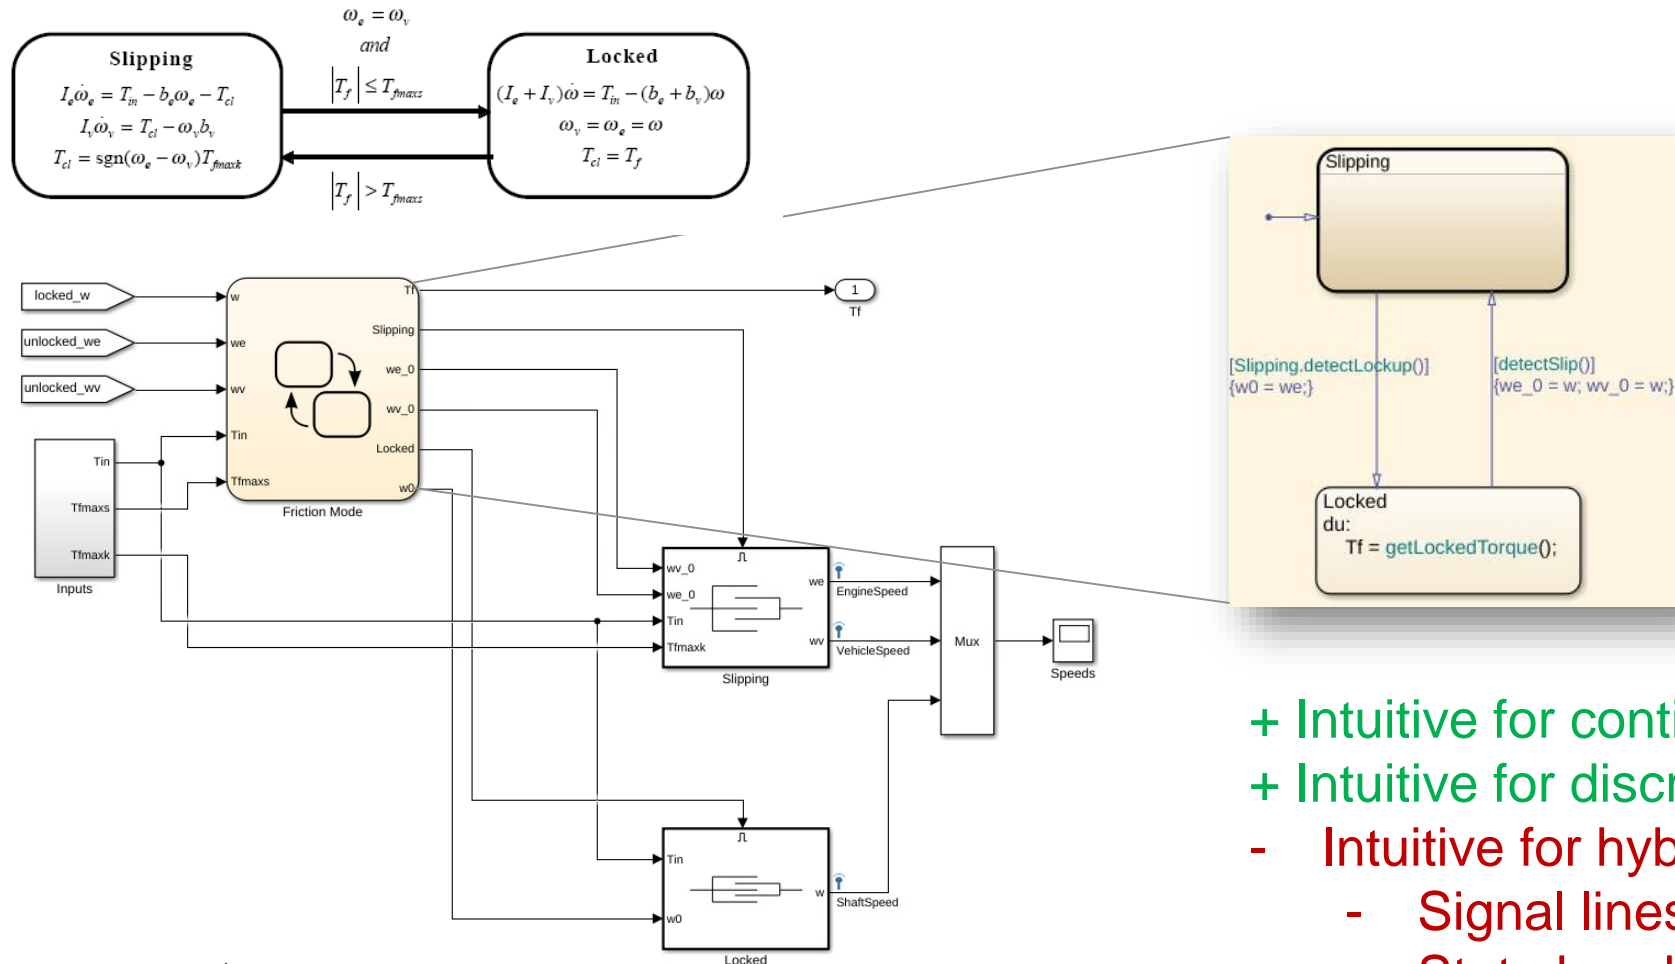 ω_e = ω_v
and
|T_f| ≤ T_fmaxs
Slipping
I_e ω̇_e = T_in − b_e ω_e − T_cl
I_v ω̇_v = T_cl − ω_v b_v
T_cl = sgn(ω_e − ω_v)T_fmaxk
Locked
(I_e + I_v)ω̇ = T_in − (b_e + b_v)ω
ω_v = ω_e = ω
T_cl = T_f
|T_f| > T_fmaxs
locked_w
unlocked_we
unlocked_wv
w
we
wv
Tin
Tfmaxs
Tf
Slipping
we_0
wv_0
Locked
w0
Friction Mode
1
Tf
Tin
Tfmaxs
Tfmaxk
Inputs
wv_0
we_0
Tin
Tfmaxk
we
wv
Slipping
EngineSpeed
VehicleSpeed
Mux
Speeds
Tin
w0
w
ShaftSpeed
Locked
Slipping
[Slipping.detectLockup()]
{w0 = we;}
[detectSlip()]
{we_0 = w; wv_0 = w;}
Locked
du:
Tf = getLockedTorque();
+ Intuitive for conti
+ Intuitive for discr
- Intuitive for hyb
- Signal lines